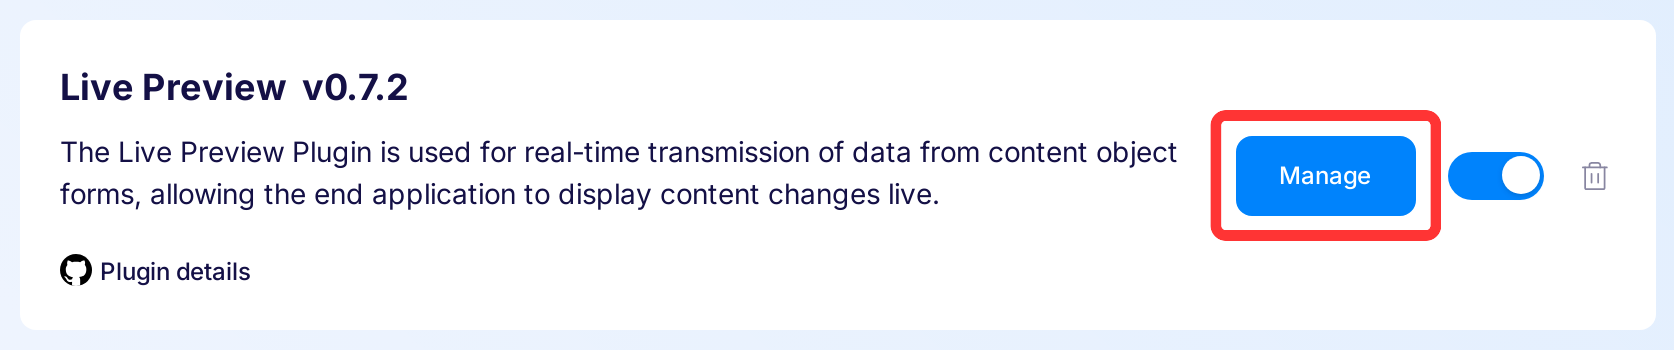 Live Preview v0.7.2
The Live Preview Plugin is used for real-time transmission of data from content object
forms, allowing the end application to display content changes live.
Manage
Plugin details